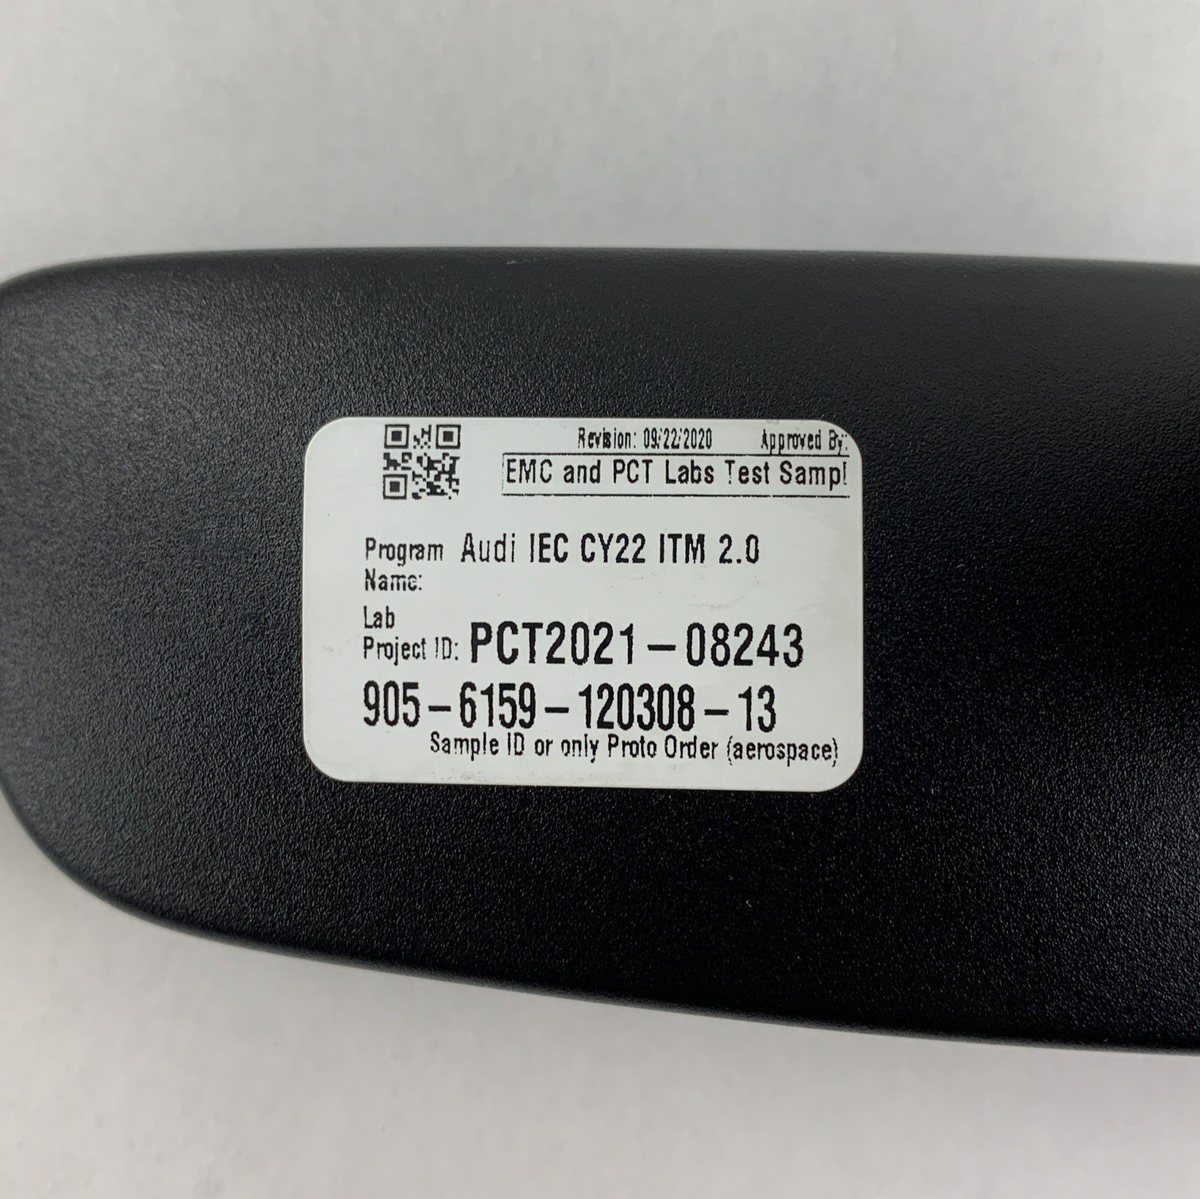 Revision: 09/22/2020 Approved By:
EMC and PCT Labs Test Sampl
Program Audi IEC CY22 ITM 2.0
Name:
Lab
Project ID: PCT2021-08243
905-6159-120308-13
Sample ID or only Proto Order (aerospace)